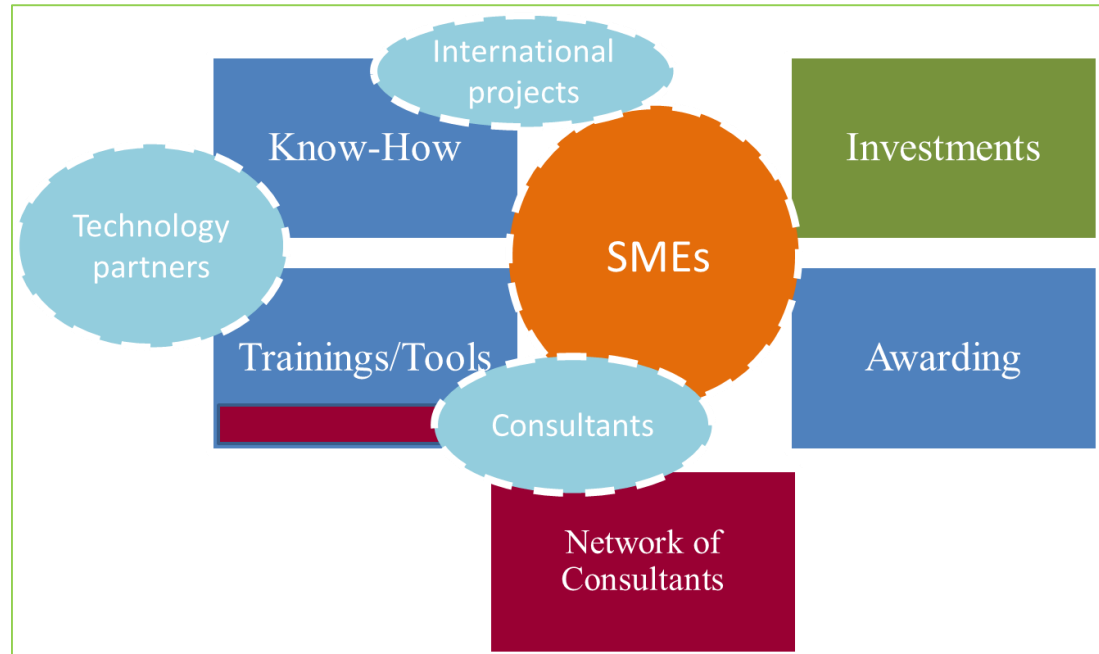 International
projects
Know-How
Investments
Technology
partners
SMEs
Trainings/Tools
Awarding
Consultants
Network of
Consultants